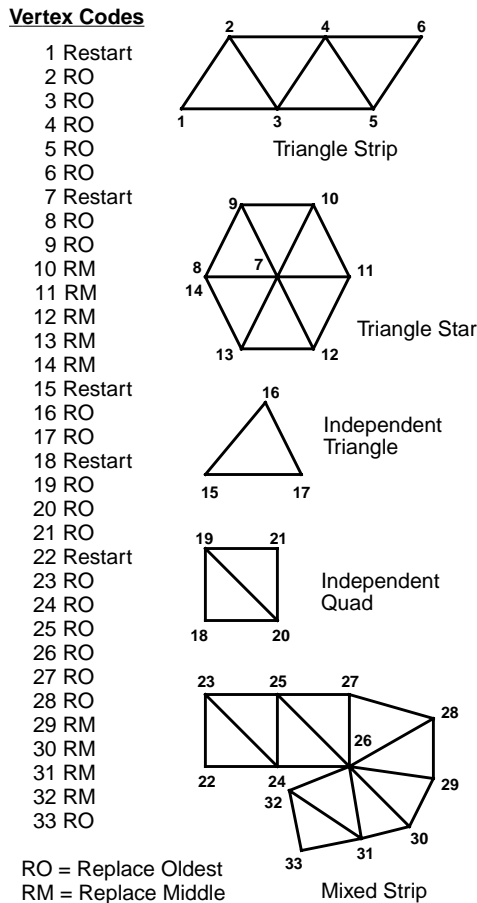 Vertex Codes
1 Restart
2 RO
3 RO
4 RO
5 RO
6 RO
7 Restart
8 RO
9 RO
10 RM
11 RM
12 RM
13 RM
14 RM
15 Restart
16 RO
17 RO
18 Restart
19 RO
20 RO
21 RO
22 Restart
23 RO
24 RO
25 RO
26 RO
27 RO
28 RO
29 RM
30 RM
31 RM
32 RM
33 RO
RO = Replace Oldest
RM = Replace Middle
2 4 6
1 3 5
Triangle Strip
9 10
8 7 11
14
13 12
Triangle Star
16
15 17
Independent
Triangle
19 21
18 20
Independent
Quad
23 25 27
28
26
22 24
29
32
30
31
33
Mixed Strip